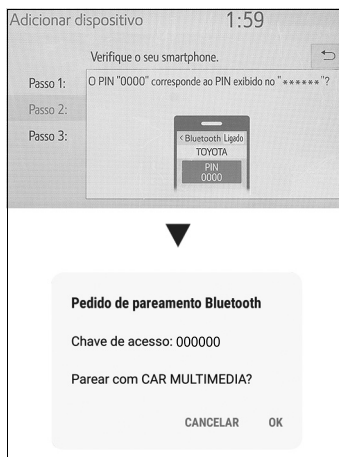 Adicionar dispositivo 1:59
Verifique o seu smartphone.
Passo 1:
O PIN "0000" corresponde ao PIN exibido no "******"?
Passo 2:
Passo 3:
<Bluetooth Ligado
TOYOTA
PIN
0000
Pedido de pareamento Bluetooth
Chave de acesso: 000000
Parear com CAR MULTIMEDIA?
CANCELAR OK